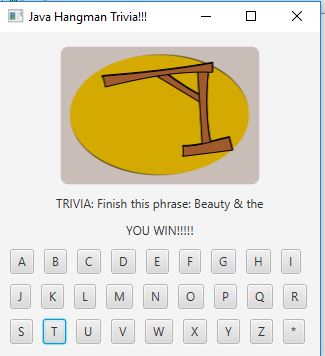 Java Hangman Trivia!!!
TRIVIA: Finish this phrase: Beauty & the
YOU WIN!!!!!
A B C D E F G H I
J K L M N O P Q R
S T U V W X Y Z *